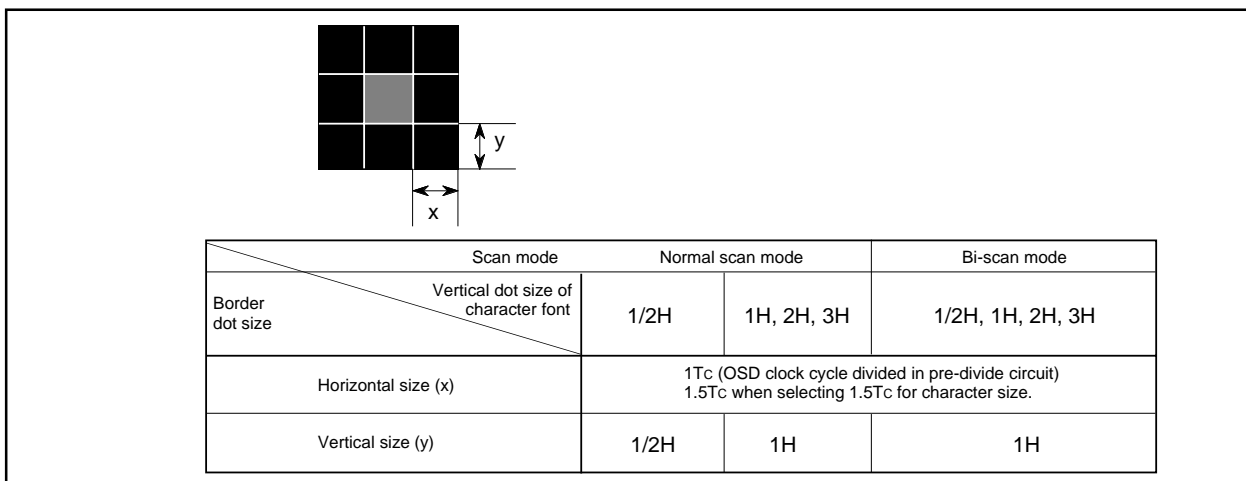 y
x
Scan mode Normal scan mode Bi-scan mode
Border dot size Vertical dot size of character font 1/2H 1H, 2H, 3H 1/2H, 1H, 2H, 3H
Horizontal size (x) 1TC (OSD clock cycle divided in pre-divide circuit)
1.5TC when selecting 1.5TC for character size.
Vertical size (y) 1/2H 1H 1H